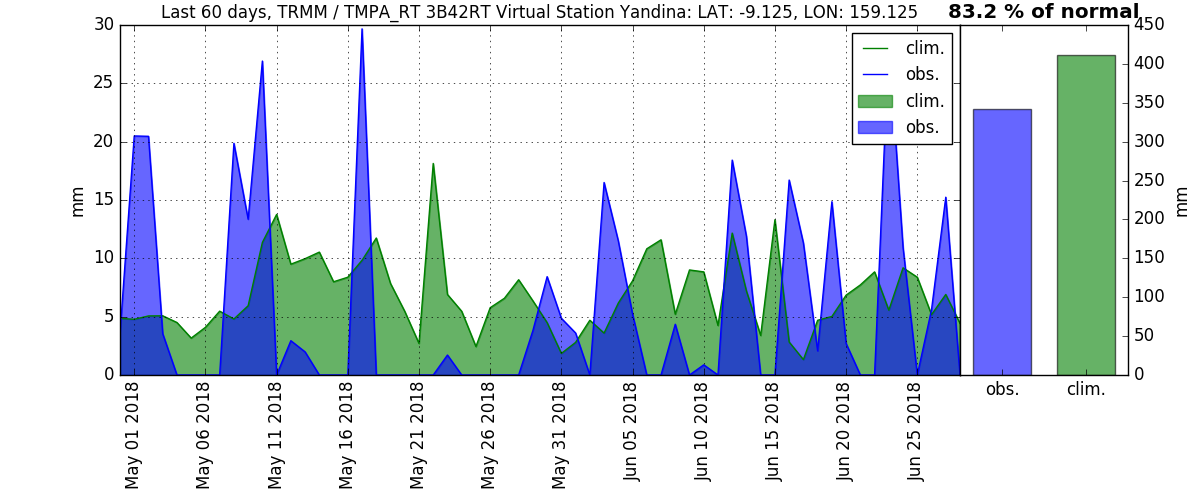 Last 60 days, TRMM / TMPA_RT 3B42RT Virtual Station Yandina: LAT: -9.125, LON: 159.125
83.2 % of normal
30
25
20
15
10
5
0
mm
clim.
obs.
clim.
obs.
450
400
350
300
250
200
150
100
50
0
mm
May 01 2018
May 06 2018
May 11 2018
May 16 2018
May 21 2018
May 26 2018
May 31 2018
Jun 05 2018
Jun 10 2018
Jun 15 2018
Jun 20 2018
Jun 25 2018
obs.
clim.